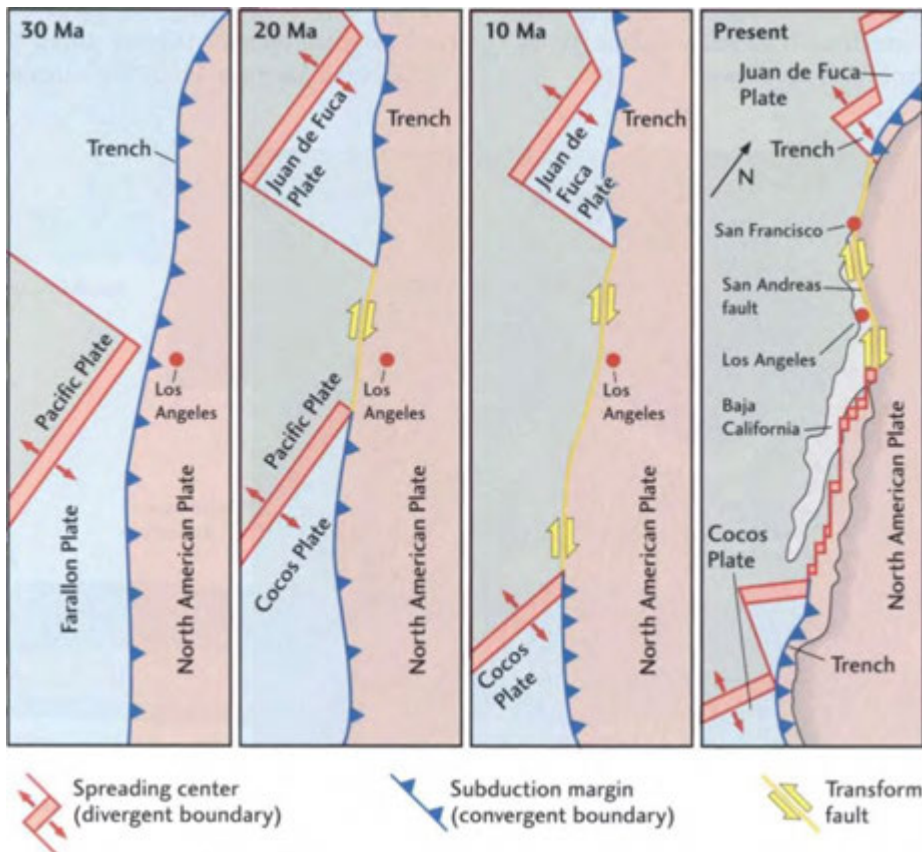 30 Ma
Trench
Pacific Plate
Los
Angeles
Farallon Plate
North American Plate
20 Ma
Juan de Fuca
Plate
Trench
Pacific Plate
Los
Angeles
Cocos Plate
North American Plate
10 Ma
Trench
Juan de
Fuca
Plate
Los
Angeles
North American Plate
Cocos
Plate
Present
Juan de Fuca
Plate
Trench
N
San Francisco
San Andreas
fault
Los Angeles
Baja
California
North American Plate
Cocos
Plate
Trench
Spreading center
(divergent boundary)
Subduction margin
(convergent boundary)
Transform
fault